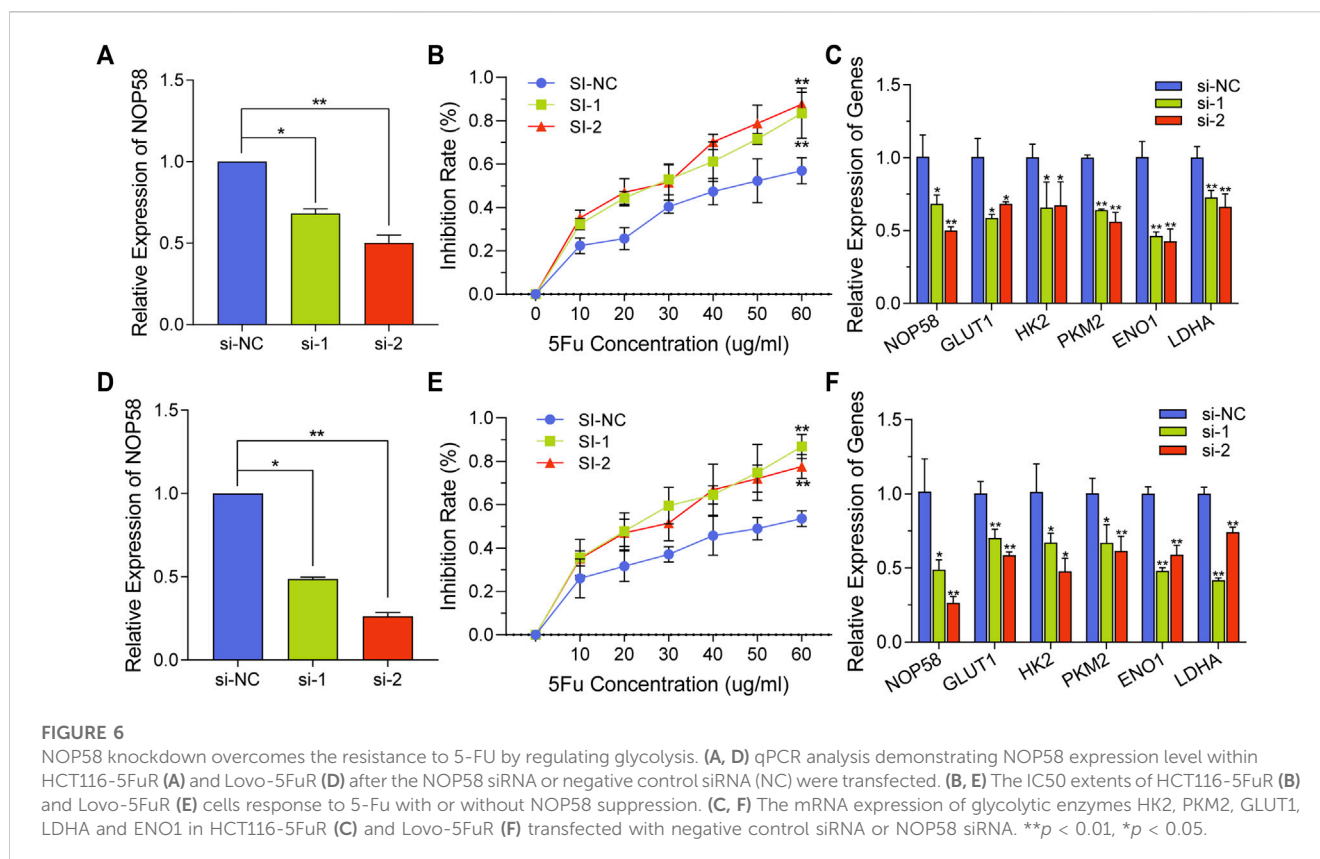 A
Relative Expression of NOP58
1.5
1.0
0.5
0.0
*
**
si-NC
si-1
si-2
B
Inhibition Rate (%)
1.0
0.8
0.6
0.4
0.2
0.0
SI-NC
SI-1
SI-2
**
**
0 10 20 30 40 50 60
5Fu Concentration (ug/ml)
C
Relative Expression of Genes
1.5
1.0
0.5
0.0
si-NC
si-1
si-2
* ** * * * * ** ** ** ** ** **
NOP58 GLUT1 HK2 PKM2 ENO1 LDHA
D
Relative Expression of NOP58
1.5
1.0
0.5
0.0
*
**
si-NC
si-1
si-2
E
Inhibition Rate (%)
1.0
0.8
0.6
0.4
0.2
0.0
SI-NC
SI-1
SI-2
**
**
10 20 30 40 50 60
5Fu Concentration (ug/ml)
F
Relative Expression of Genes
1.5
1.0
0.5
0.0
si-NC
si-1
si-2
* ** ** ** * * * ** ** ** ** **
NOP58 GLUT1 HK2 PKM2 ENO1 LDHA
FIGURE 6
NOP58 knockdown overcomes the resistance to 5-FU by regulating glycolysis. (A, D) qPCR analysis demonstrating NOP58 expression level within
HCT116-5FuR (A) and Lovo-5FuR (D) after the NOP58 siRNA or negative control siRNA (NC) were transfected. (B, E) The IC50 extents of HCT116-5FuR (B)
and Lovo-5FuR (E) cells response to 5-Fu with or without NOP58 suppression. (C, F) The mRNA expression of glycolytic enzymes HK2, PKM2, GLUT1,
LDHA and ENO1 in HCT116-5FuR (C) and Lovo-5FuR (F) transfected with negative control siRNA or NOP58 siRNA. **p < 0.01, *p < 0.05.